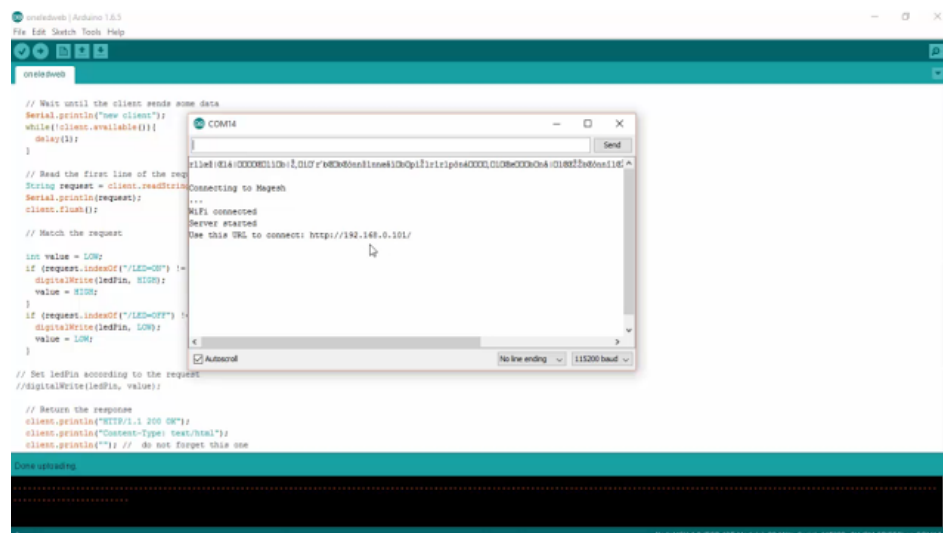 oneledweb | Arduino 1.8.5
File Edit Sketch Tools Help
oneledweb
// Wait until the client sends some data
Serial.println("new client");
while(!client.available()){
delay(1);
}
// Read the first line of the req
String request = client.readStrin
Serial.println(request);
client.flush();
// Match the request
int value = LOW;
if (request.indexOf("/LED=ON") !=
digitalWrite(ledPin, HIGH);
value = HIGH;
}
if (request.indexOf("/LED=OFF") !=
digitalWrite(ledPin, LOW);
value = LOW;
}
// Set ledPin according to the request
//digitalWrite(ledPin, value);
// Return the response
client.println("HTTP/1.1 200 OK");
client.println("Content-Type: text/html");
client.println(""); // do not forget this one
Done uploading.
COM14
Send
Connecting to Magesh
...
WiFi connected
Server started
Use this URL to connect: http://192.168.0.101/
Autoscroll
No line ending
115200 baud